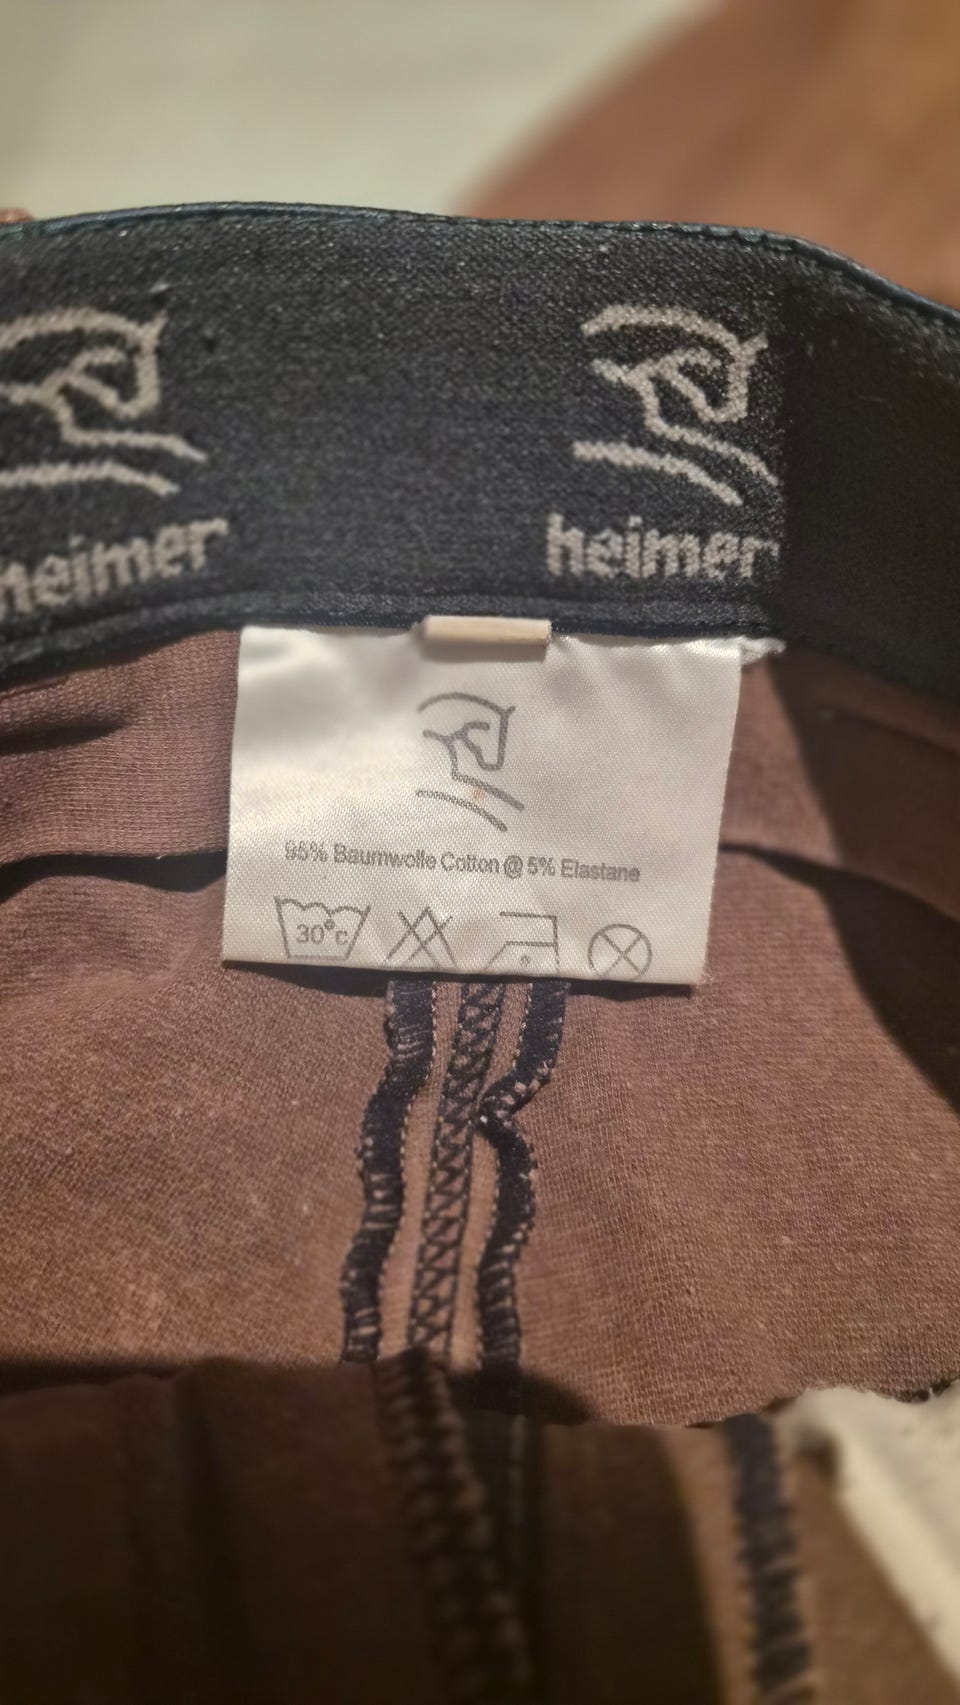 heimer
heimer
95% Baumwolle Cotton @ 5% Elastane
30°c